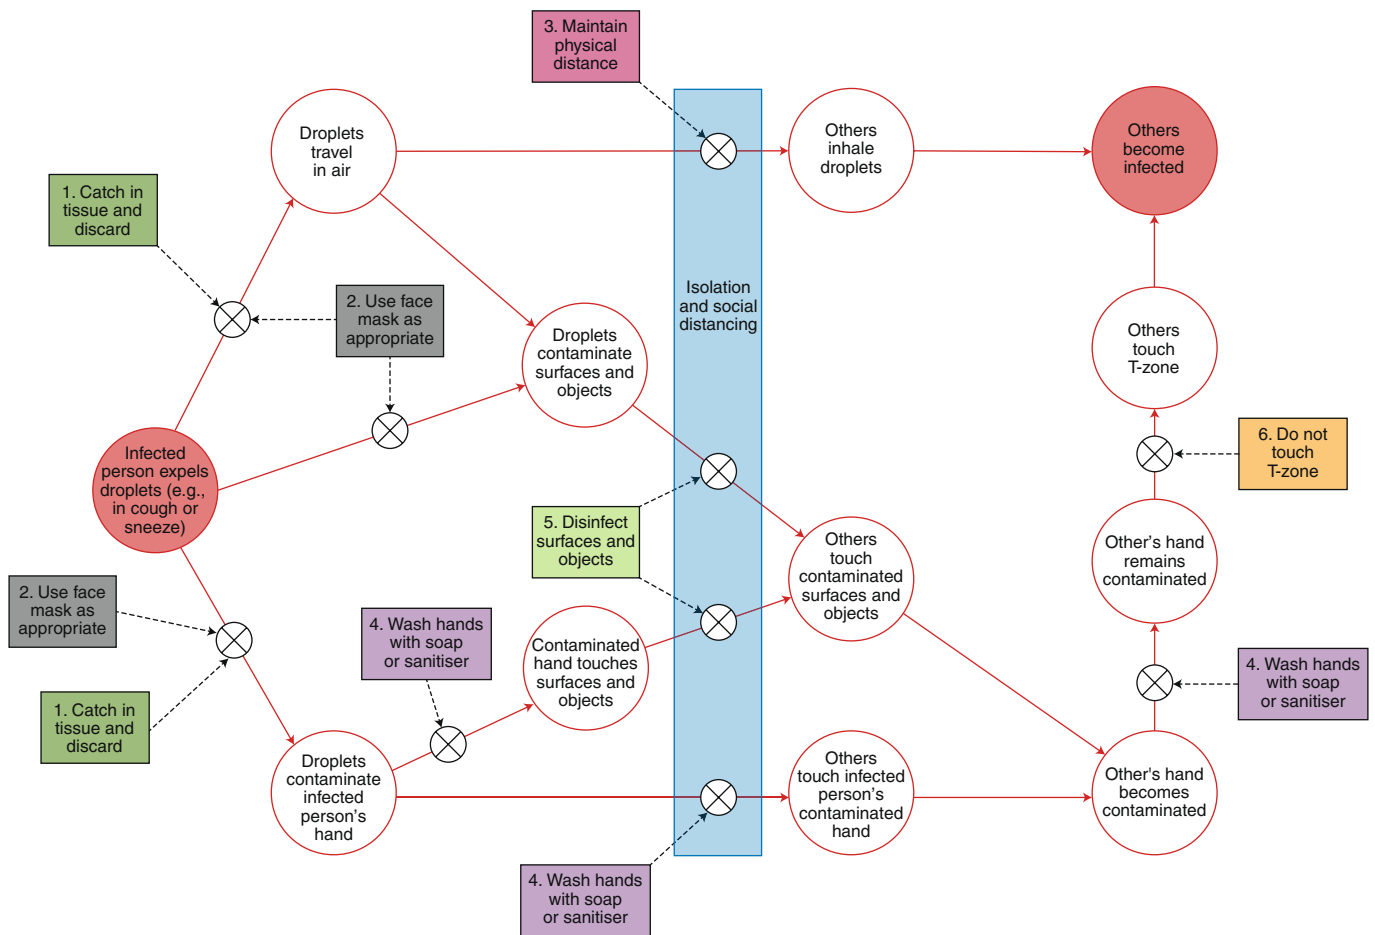 3. Maintain
physical
distance
Droplets
travel
in air
Others
inhale
droplets
Others
become
infected
1. Catch in
tissue and
discard
2. Use face
mask as
appropriate
Isolation
and social
distancing
Droplets
contaminate
surfaces and
objects
Others
touch
T-zone
Infected
person expels
droplets (e.g.,
in cough or
sneeze)
6. Do not
touch
T-zone
5. Disinfect
surfaces and
objects
Others
touch
contaminated
surfaces and
objects
Other's hand
remains
contaminated
2. Use face
mask as
appropriate
4. Wash hands
with soap
or sanitiser
Contaminated
hand touches
surfaces and
objects
4. Wash hands
with soap
or sanitiser
1. Catch in
tissue and
discard
Droplets
contaminate
infected
person's
hand
Others
touch infected
person's
contaminated
hand
Other's hand
becomes
contaminated
4. Wash hands
with soap
or sanitiser